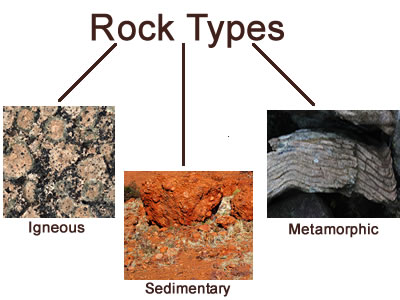 Rock Types
Igneous
Sedimentary
Metamorphic